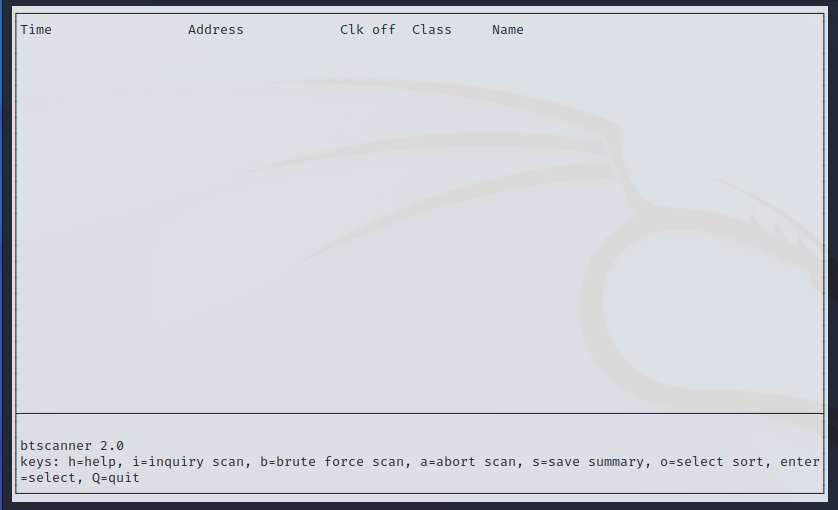 Time Address Clk off Class Name
btscanner 2.0
keys: h=help, i=inquiry scan, b=brute force scan, a=abort scan, s=save summary, o=select sort, enter
=select, Q=quit